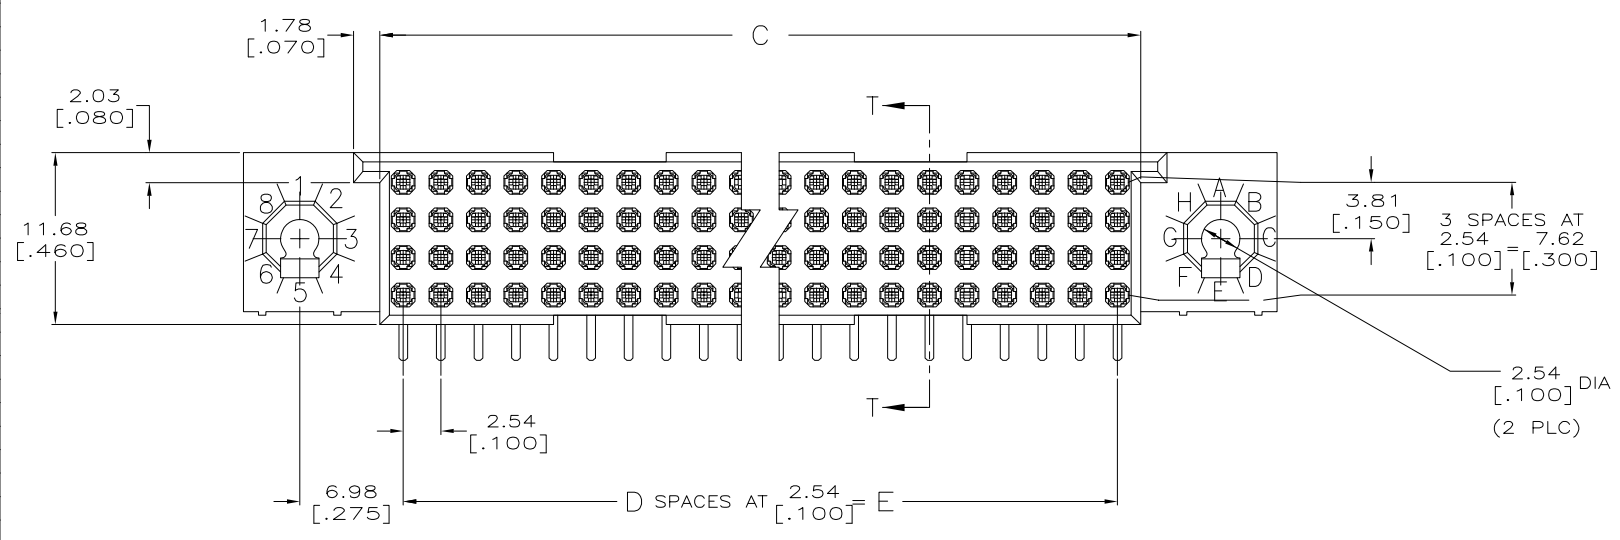 1.78
[.070]
C
2.03
[.080]
T
11.68
[.460]
1
2
3
4
5
6
7
8
A
B
C
D
E
F
G
H
3.81
[.150]
3 SPACES AT
2.54 = 7.62
[.100] [.300]
2.54 DIA
[.100]
(2 PLC)
T
2.54
[.100]
6.98
[.275]
D SPACES AT 2.54 = E
[.100]